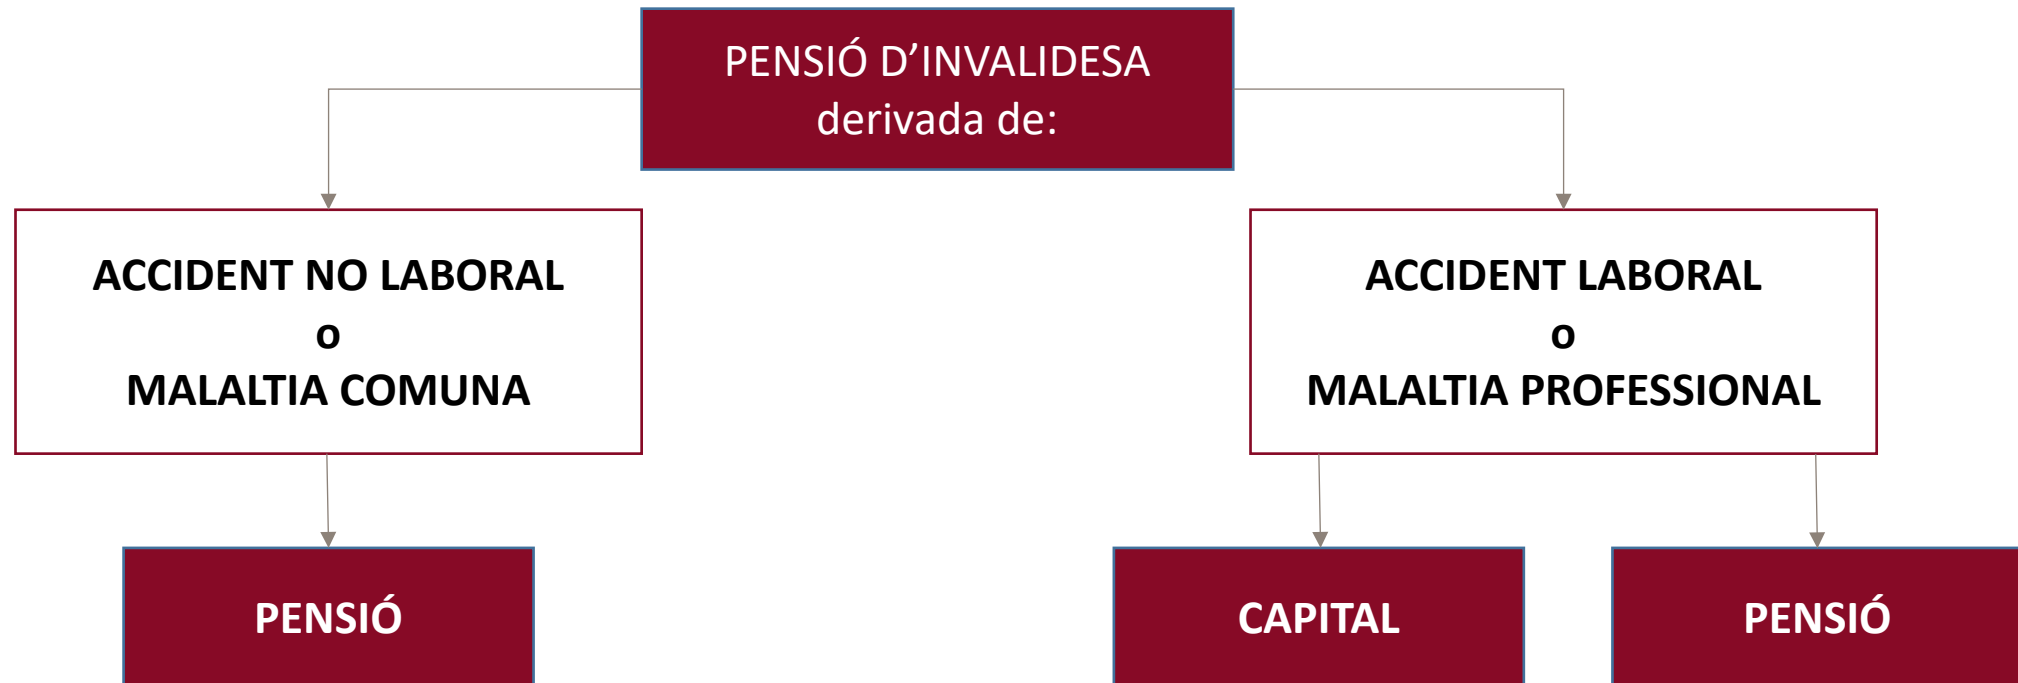 PENSIÓ D’INVALIDESA
derivada de:
ACCIDENT NO LABORAL
o
MALALTIA COMUNA
ACCIDENT LABORAL
o
MALALTIA PROFESSIONAL
PENSIÓ
CAPITAL
PENSIÓ